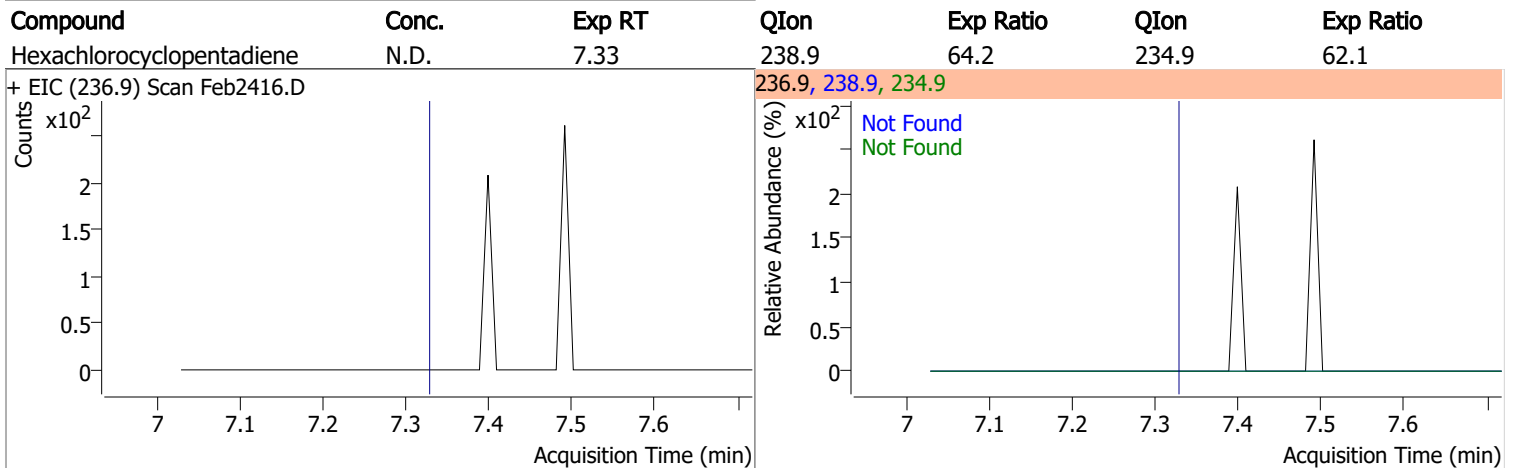 Compound Conc. Exp RT QIon Exp Ratio QIon Exp Ratio
Hexachlorocyclopentadiene N.D. 7.33 238.9 64.2 234.9 62.1
+ EIC (236.9) Scan Feb2416.D
Counts
x10²
2
1.5
1
0.5
0
7 7.1 7.2 7.3 7.4 7.5 7.6
Acquisition Time (min)
236.9, 238.9, 234.9
Relative Abundance (%)
x10²
Not Found
Not Found
2
1.5
1
0.5
0
7 7.1 7.2 7.3 7.4 7.5 7.6
Acquisition Time (min)